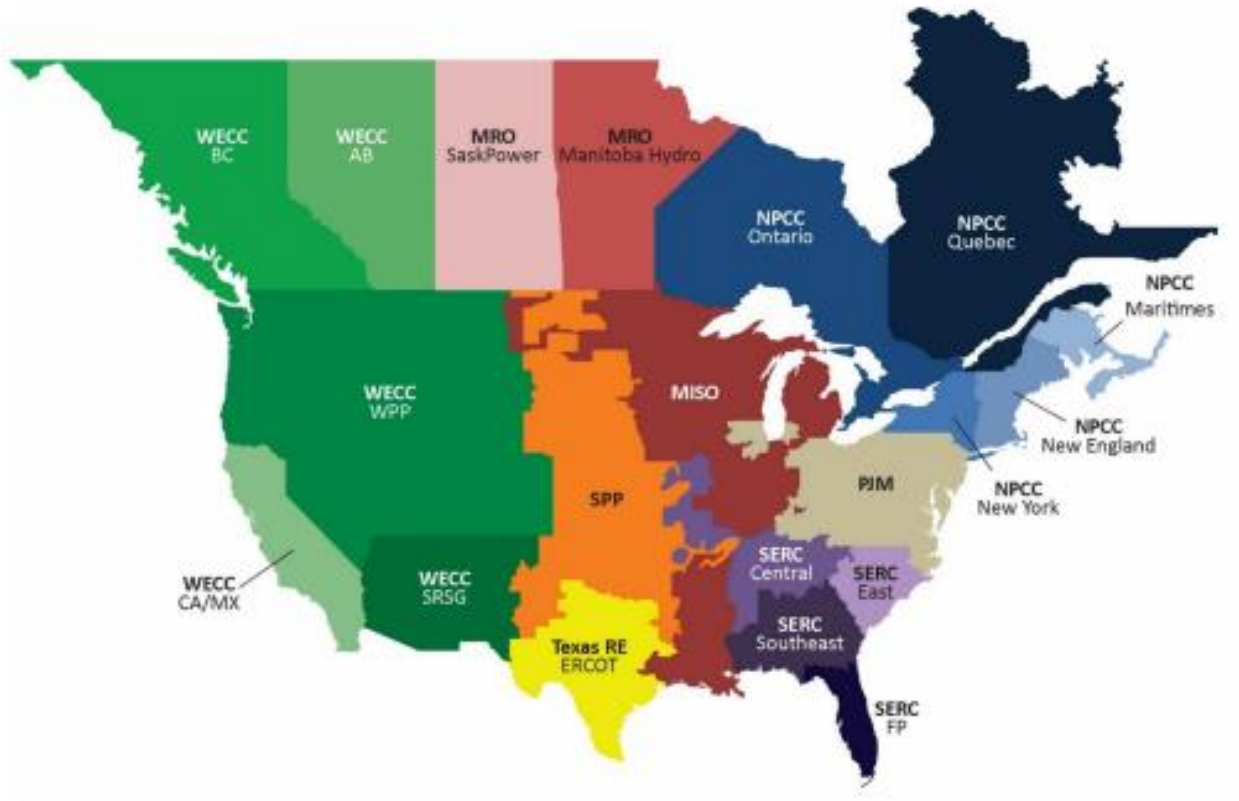 WECC
BC
WECC
AB
MRO
SaskPower
MRO
Manitoba Hydro
NPCC
Ontario
NPCC
Quebec
NPCC
Maritimes
WECC
WPP
MISO
NPCC
New England
SPP
PJM
NPCC
New York
WECC
CA/MX
WECC
SRSG
SERC
Central
SERC
East
SERC
Southeast
Texas RE
ERCOT
SERC
FP